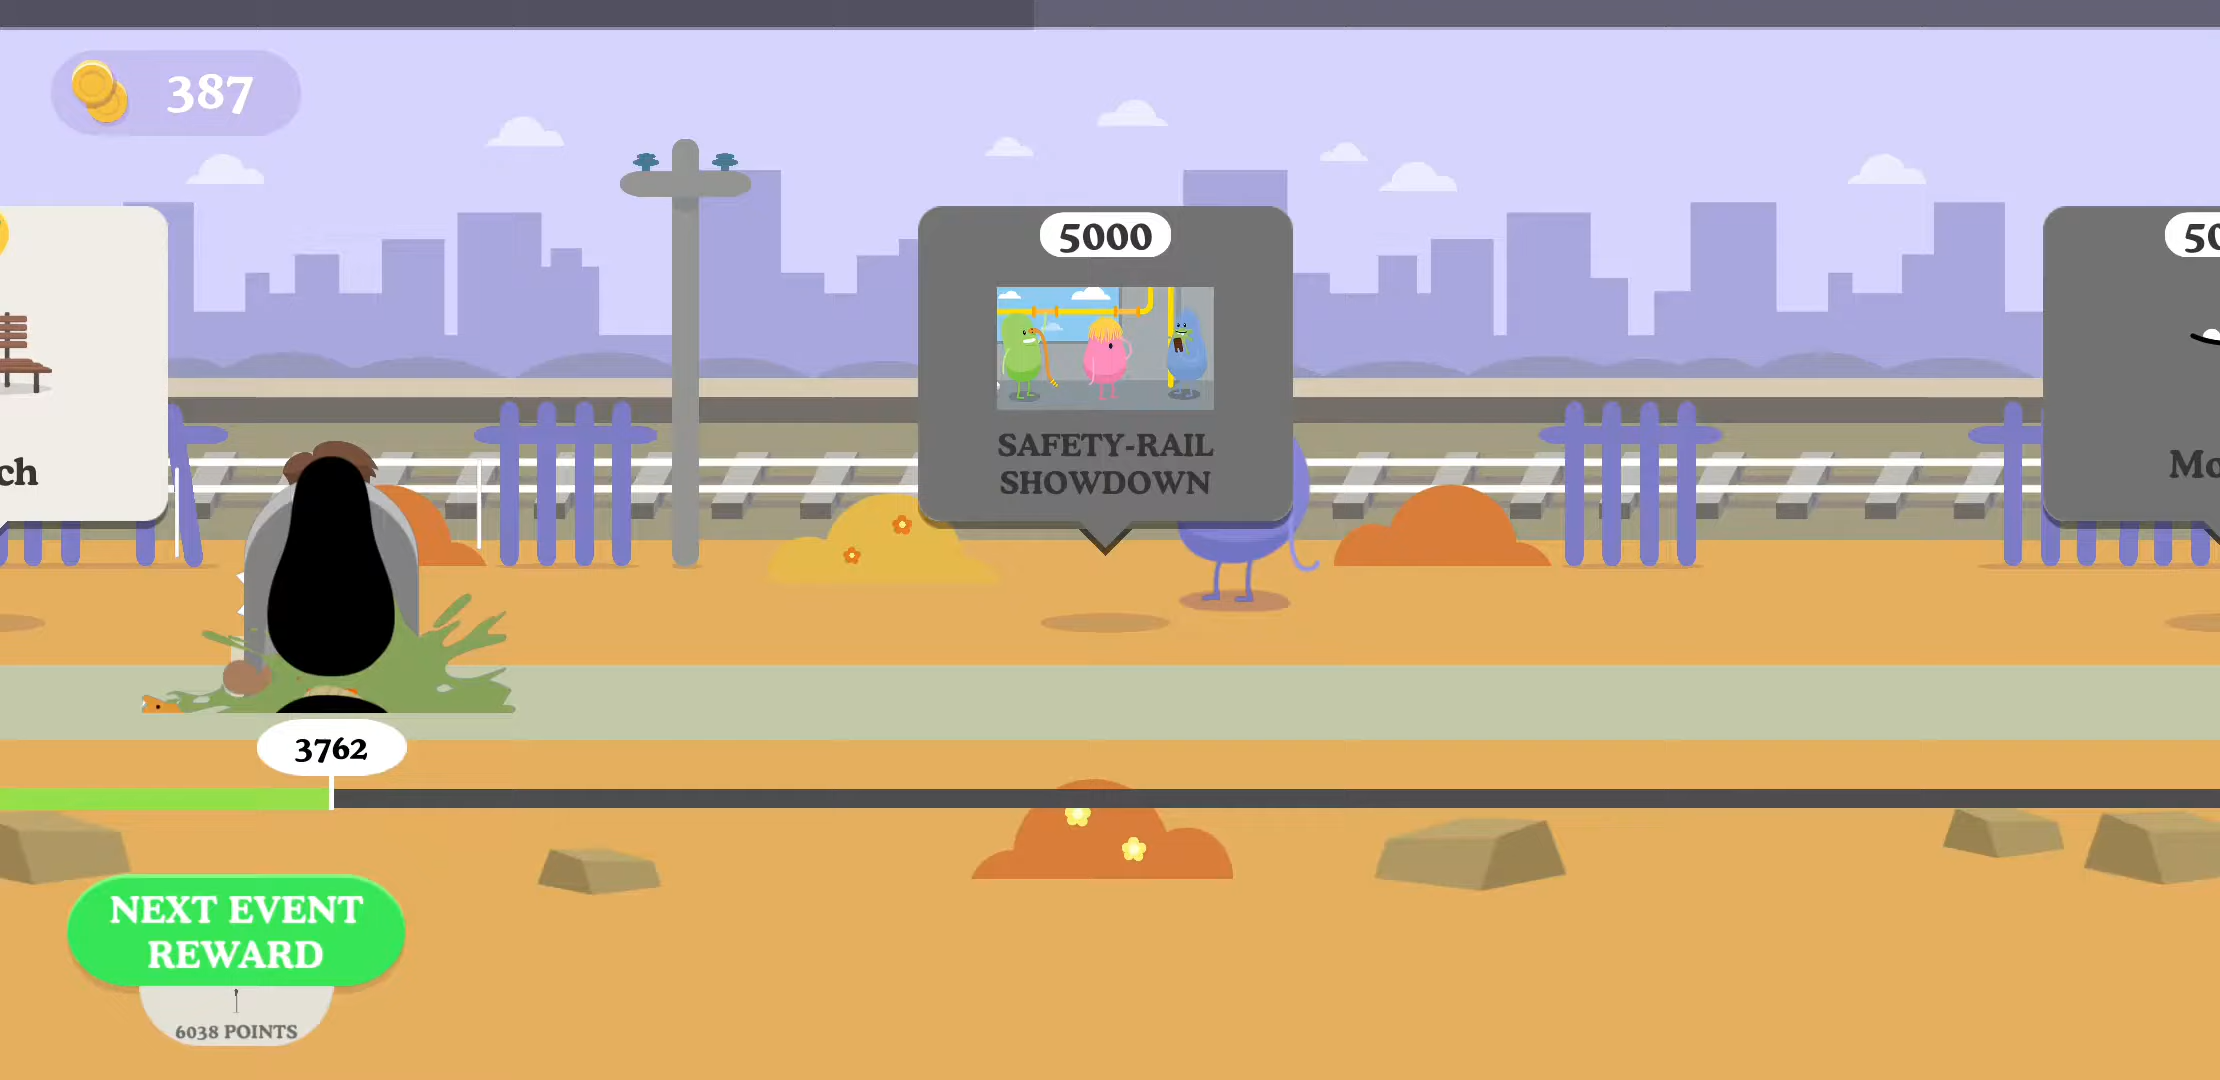 387
5000
SAFETY-RAIL
SHOWDOWN
3762
NEXT EVENT
REWARD
6038 POINTS